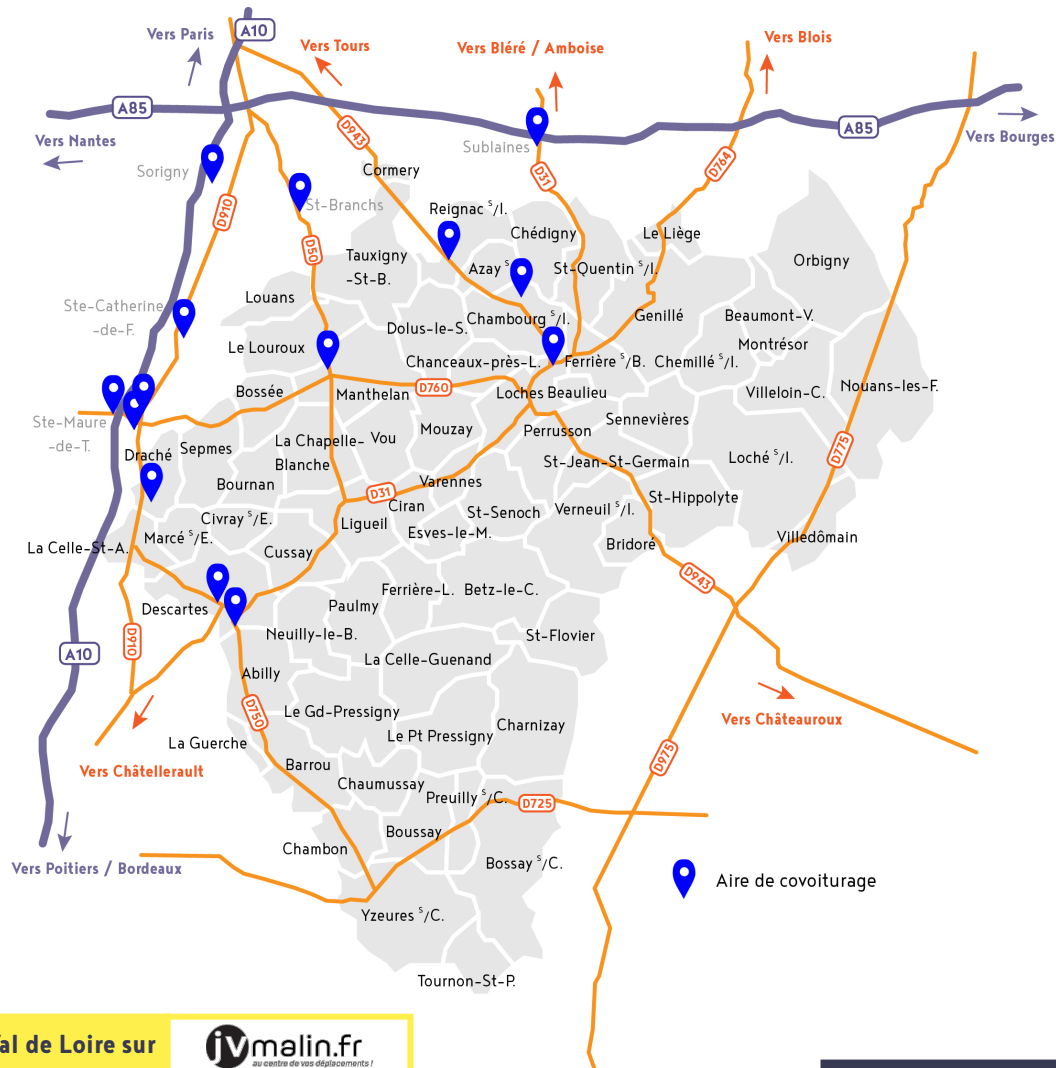 A10
Vers Paris
Vers Tours
Vers Bléré / Amboise
Vers Blois
A85
A85
Vers Nantes
Vers Bourges
D943
Sublaines
D764
Sorigny
Cormery
D31
D910
St-Branchs
Reignac s/I.
Chédigny
Le Liège
D50
Tauxigny
-St-B.
Azay s
St-Quentin s/I.
Orbigny
Louans
Ste-Catherine
-de-F.
Chambourg s/I.
Genillé
Beaumont-V.
Dolus-le-S.
Montrésor
Le Louroux
Chanceaux-près-L.
Ferrière s/B.
Chemillé s/I.
D760
Bossée
Manthelan
Loches
Beaulieu
Villeloin-C.
Nouans-les-F.
Ste-Maure
-de-T.
Sennevières
Mouzay
Perrusson
La Chapelle-
Blanche
Vou
Sepmes
Draché
D775
St-Jean-St-Germain
Loché s/I.
Bournan
Varennes
D31
St-Hippolyte
Ciran
St-Senoch
Verneuil s/I.
Civray s/E.
Ligueil
Esves-le-M.
Marcé s/E.
Villedômain
La Celle-St-A.
Cussay
Bridoré
D943
Ferrière-L.
Betz-le-C.
Descartes
Paulmy
Neuilly-le-B.
St-Flovier
D910
A10
La Celle-Guenand
Abilly
D750
Le Gd-Pressigny
Charnizay
Vers Châteauroux
Le Pt Pressigny
La Guerche
D975
Vers Châtellerault
Barrou
Chaumussay
Preuilly s/C.
D725
Boussay
Chambon
Bossay s/C.
Vers Poitiers / Bordeaux
Aire de covoiturage
Yzeures s/C.
Tournon-St-P.
al de Loire sur
jvmalin.fr
au centre de vos déplacements !